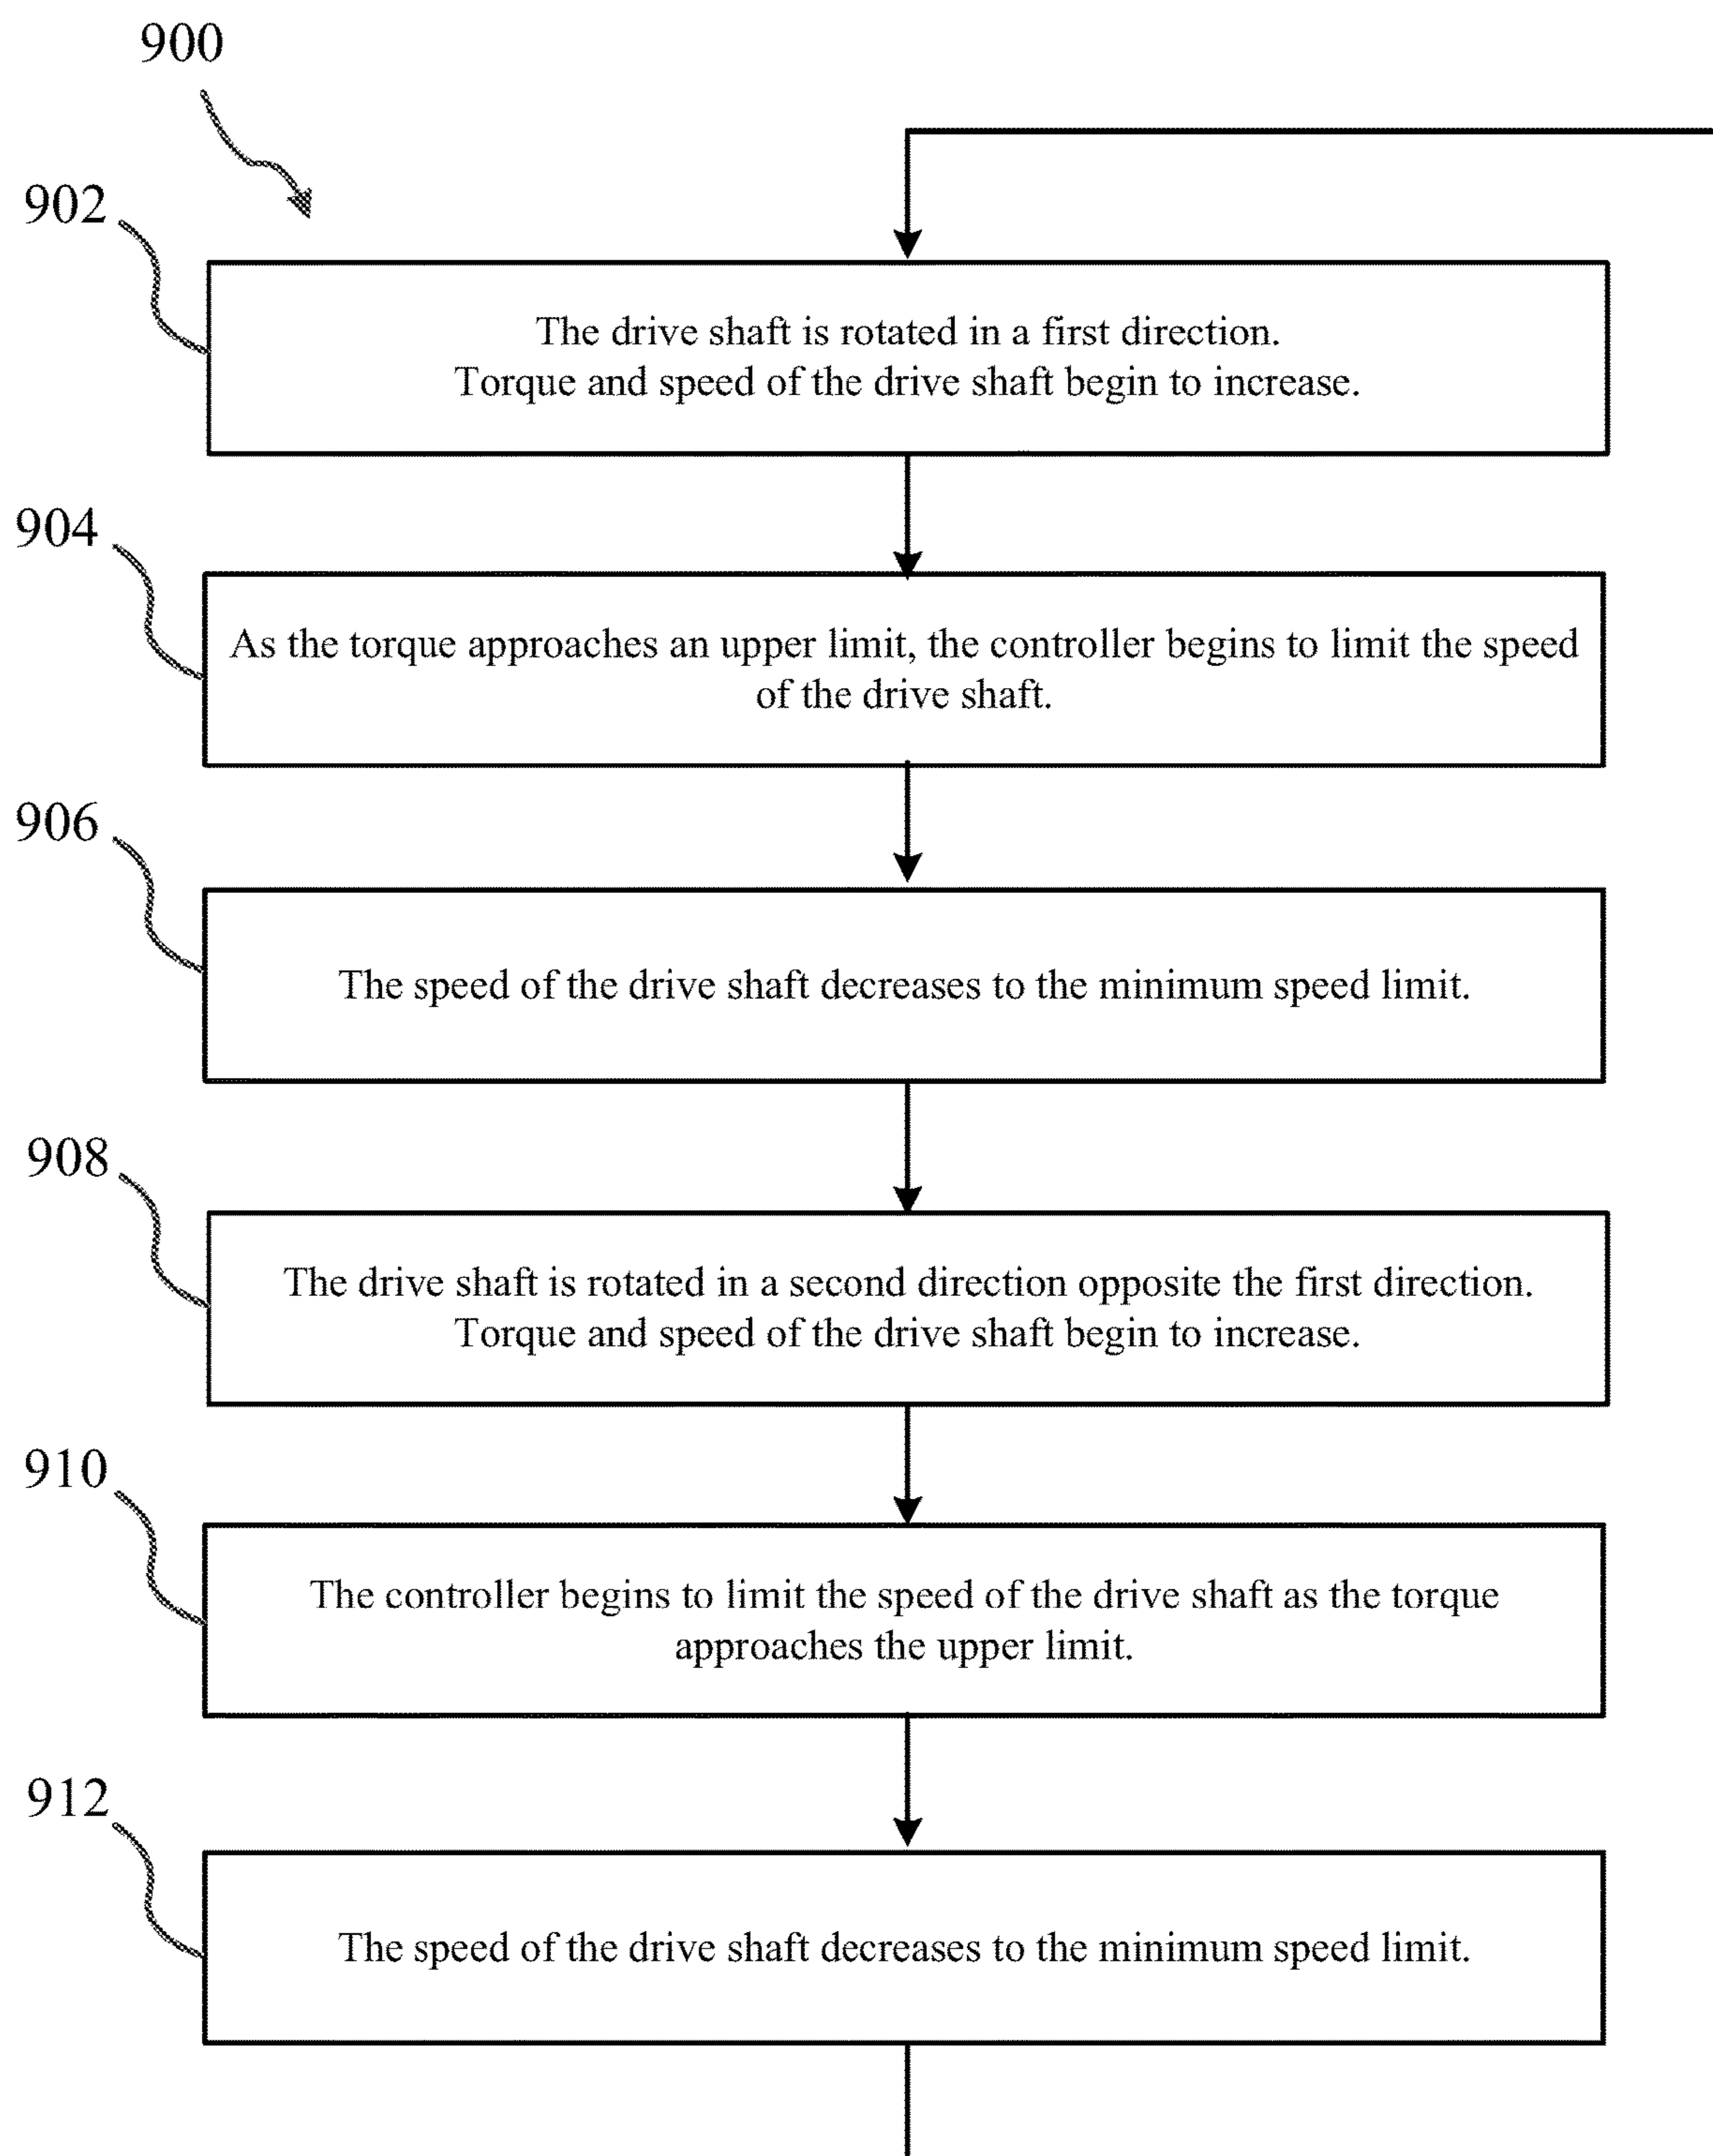 900
902
The drive shaft is rotated in a first direction.
Torque and speed of the drive shaft begin to increase.
904
As the torque approaches an upper limit, the controller begins to limit the speed
of the drive shaft.
906
The speed of the drive shaft decreases to the minimum speed limit.
908
The drive shaft is rotated in a second direction opposite the first direction.
Torque and speed of the drive shaft begin to increase.
910
The controller begins to limit the speed of the drive shaft as the torque
approaches the upper limit.
912
The speed of the drive shaft decreases to the minimum speed limit.